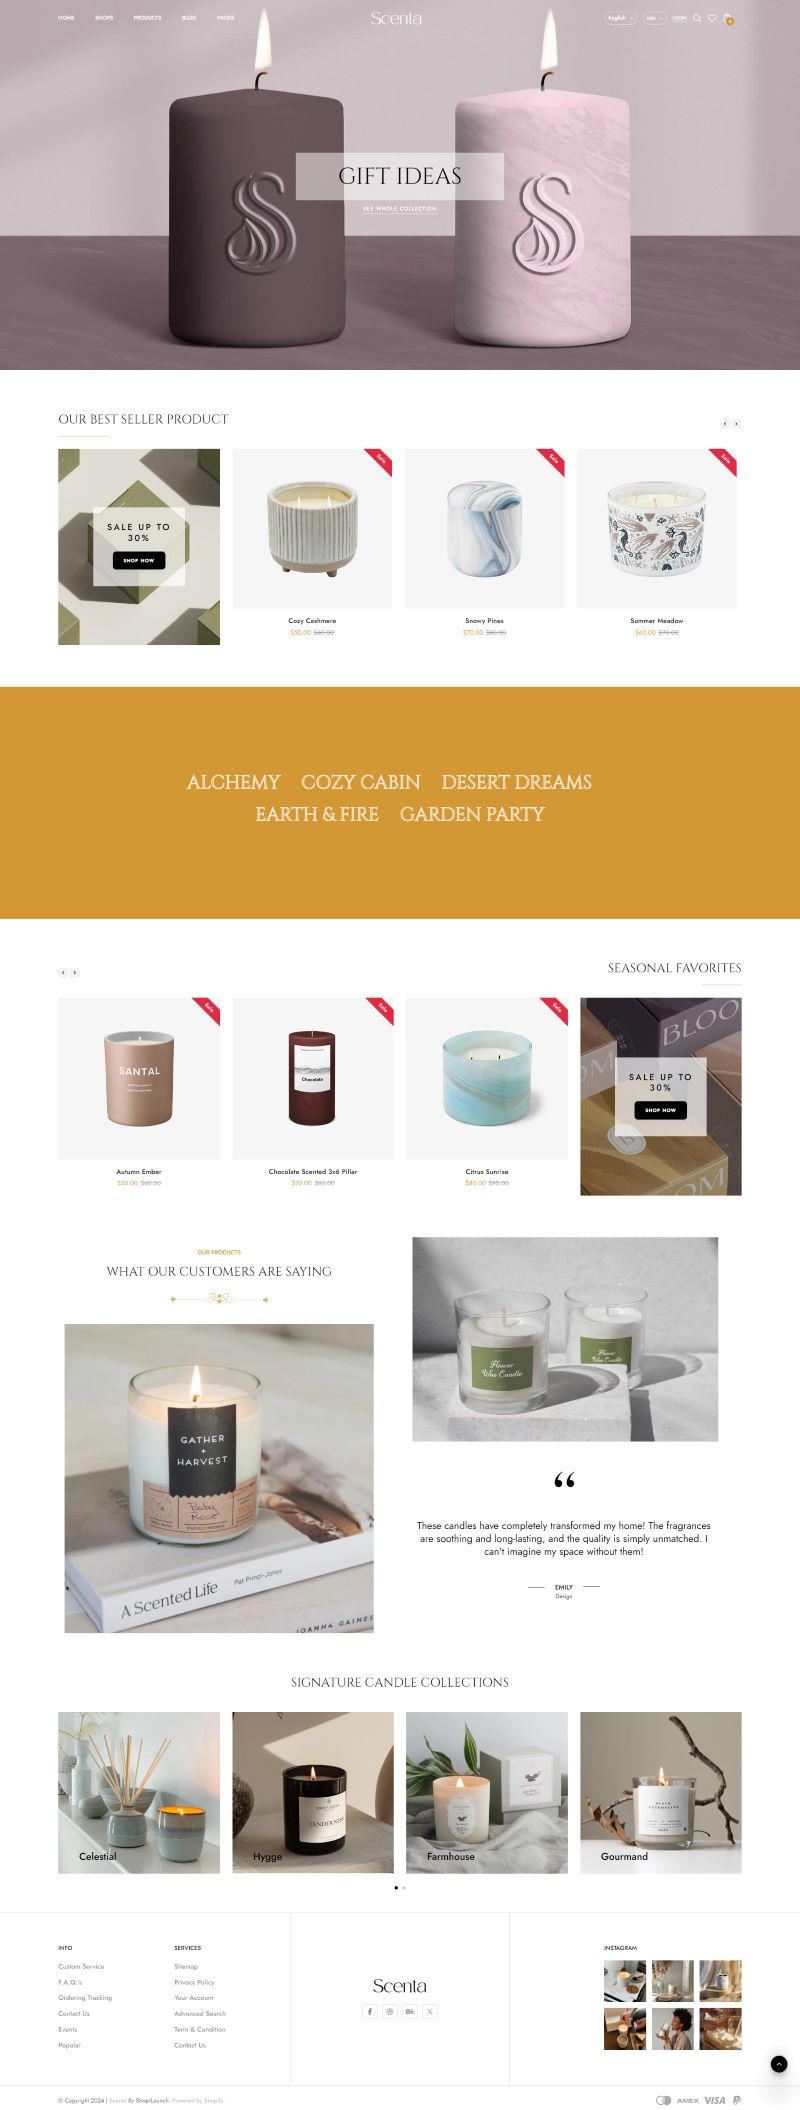 HOME SHOPS PRODUCTS BLOG PAGES
Scenta
English USD LOGIN 0
GIFT IDEAS
SEE WHOLE COLLECTION
OUR BEST SELLER PRODUCT
SALE UP TO
30%
SHOP NOW
Sale
Sale
Sale
Cozy Cashmere
$50.00 $60.00
Snowy Pines
$70.00 $80.00
Summer Meadow
$60.00 $70.00
ALCHEMY COZY CABIN DESERT DREAMS
EARTH & FIRE GARDEN PARTY
SEASONAL FAVORITES
Sale
Sale
Sale
SANTAL
Chocolate
BLOO
OM
OM
SALE UP TO
30%
SHOP NOW
Autumn Ember
$50.00 $60.00
Chocolate Scented 3x6 Pillar
$70.00 $80.00
Citrus Sunrise
$80.00 $90.00
OUR PRODUCTS
WHAT OUR CUSTOMERS ARE SAYING
GATHER
+
HARVEST
A Scented Life
Pat Princi-Jones
JOANNA GAINES
Flower
Wax Candle
Flower
Wax Candle
“
These candles have completely transformed my home! The fragrances
are soothing and long-lasting, and the quality is simply unmatched. I
can't imagine my space without them!
EMILY
Design
SIGNATURE CANDLE COLLECTIONS
Celestial
TENDERNESS
Hygge
Farmhouse
BLACK
TOURMALINE
Gourmand
INFO
Custom Service
F.A.Q.'s
Ordering Tracking
Contact Us
Events
Popular
SERVICES
Sitemap
Privacy Policy
Your Account
Advanced Search
Term & Condition
Contact Us
Scenta
INSTAGRAM
© Copyright 2024 | Scenta By ShopiLaunch. Powered by Shopify.
AMEX VISA